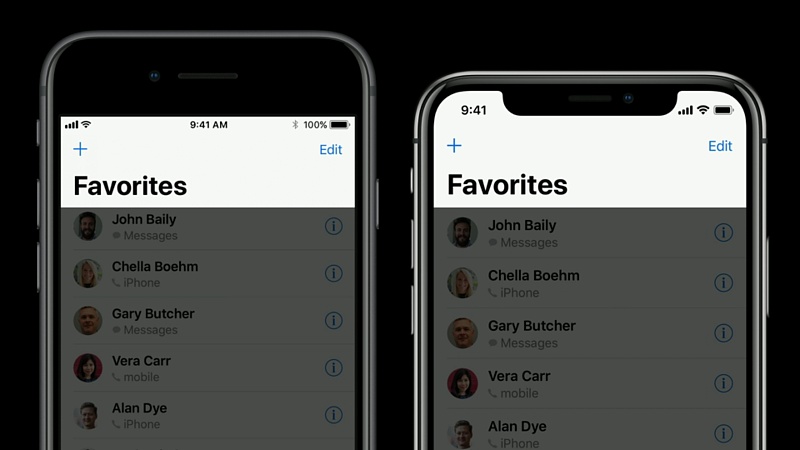 9:41 AM
100%
+
Edit
Favorites
John Baily
Messages
Chella Boehm
iPhone
Gary Butcher
Messages
Vera Carr
mobile
Alan Dye
iPhone
9:41
+
Edit
Favorites
John Baily
Messages
Chella Boehm
iPhone
Gary Butcher
Messages
Vera Carr
mobile
Alan Dye
iPhone